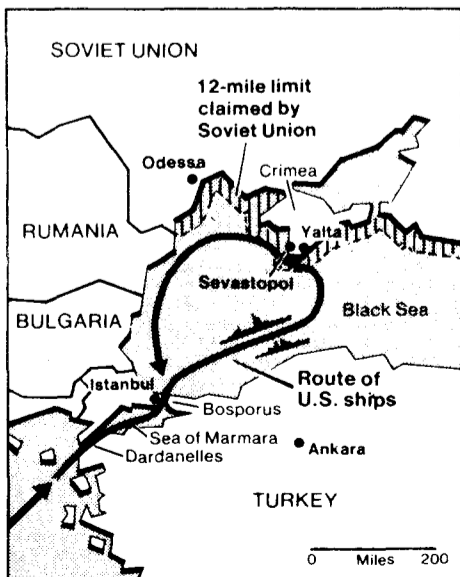 SOVIET UNION
12-mile limit
claimed by
Soviet Union
Odessa
Crimea
RUMANIA
Yalta
Sevastopol
BULGARIA
Black Sea
Istanbul
Route of
U.S. ships
Bosporus
Sea of Marmara
Dardanelles
Ankara
TURKEY
0 Miles 200